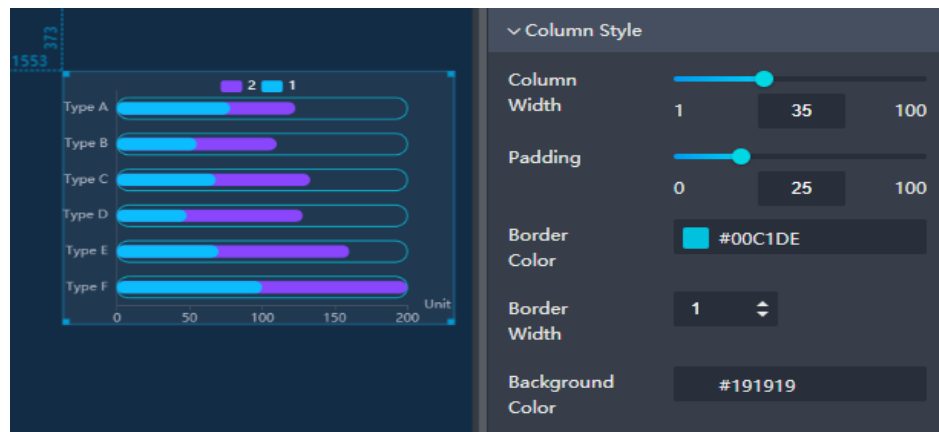 373
1553
2 1
Type A
Type B
Type C
Type D
Type E
Type F
Unit
0 50 100 150 200
Column Style
Column
Width
1 35 100
Padding
0 25 100
Border
Color
#00C1DE
Border
Width
1
Background
Color
#191919